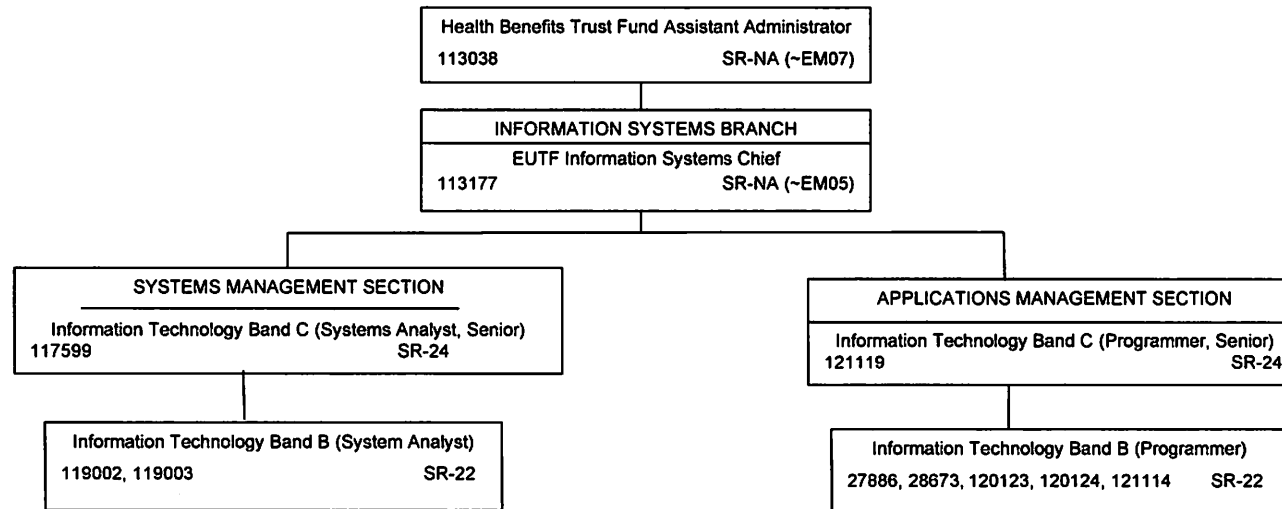 Health Benefits Trust Fund Assistant Administrator
113038 SR-NA (~EM07)
INFORMATION SYSTEMS BRANCH
EUTF Information Systems Chief
113177 SR-NA (~EM05)
SYSTEMS MANAGEMENT SECTION
Information Technology Band C (Systems Analyst, Senior)
117599 SR-24
Information Technology Band B (System Analyst)
119002, 119003 SR-22
APPLICATIONS MANAGEMENT SECTION
Information Technology Band C (Programmer, Senior)
121119 SR-24
Information Technology Band B (Programmer)
27886, 28673, 120123, 120124, 121114 SR-22